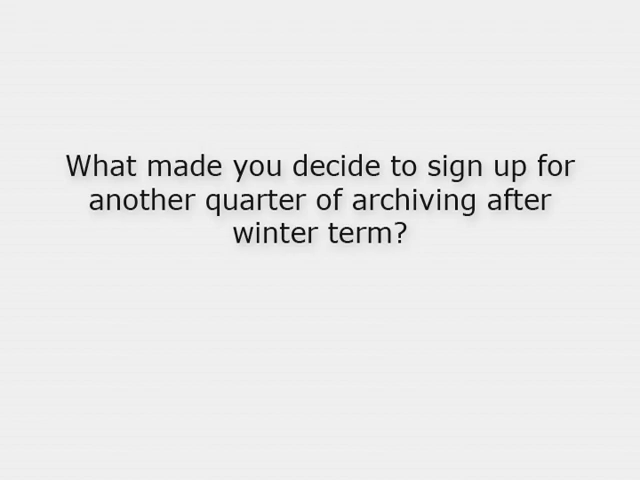 What made you decide to sign up for
another quarter of archiving after
winter term?